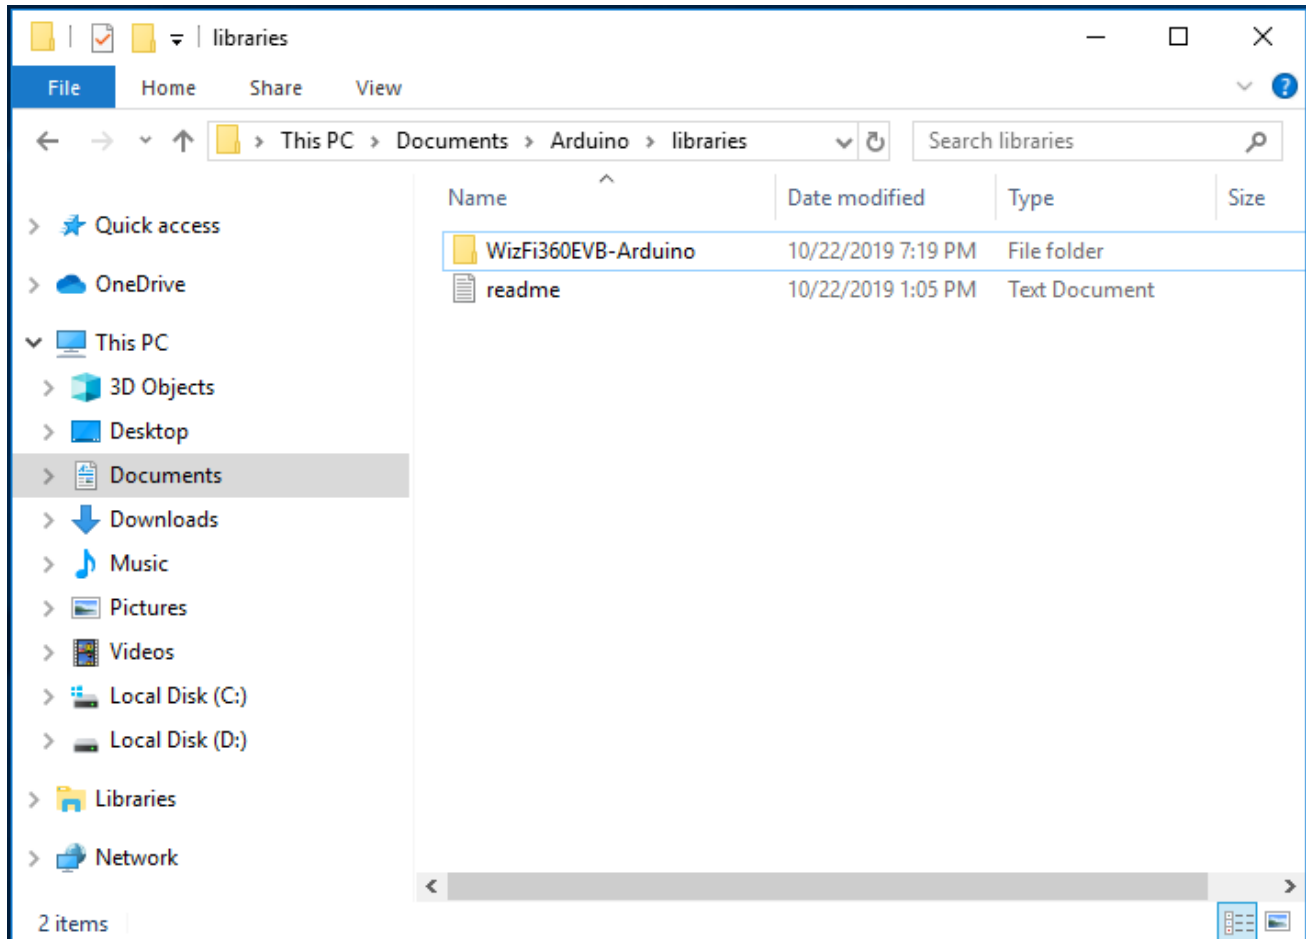 libraries
File Home Share View
This PC > Documents > Arduino > libraries Search libraries
Name Date modified Type Size
Quick access
WizFi360EVB-Arduino 10/22/2019 7:19 PM File folder
OneDrive
readme 10/22/2019 1:05 PM Text Document
This PC
3D Objects
Desktop
Documents
Downloads
Music
Pictures
Videos
Local Disk (C:)
Local Disk (D:)
Libraries
Network
2 items